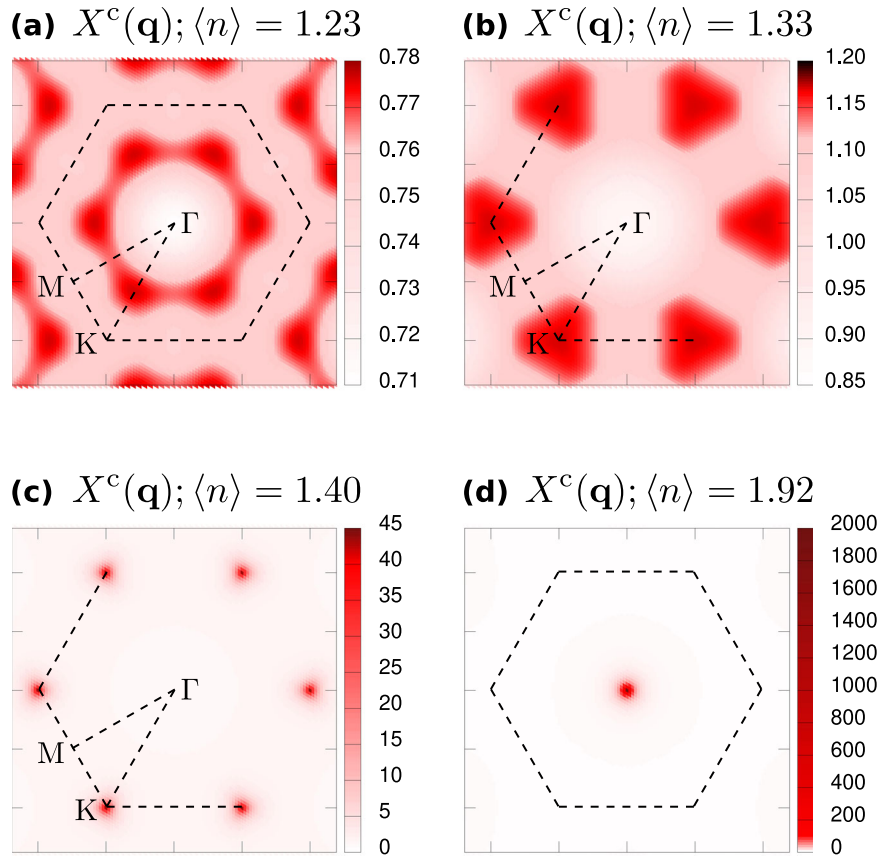 (a) X^c(q);⟨n⟩ = 1.23
0.78
0.77
0.76
0.75
0.74
0.73
0.72
0.71
Γ
M
K
(b) X^c(q);⟨n⟩ = 1.33
1.20
1.15
1.10
1.05
1.00
0.95
0.90
0.85
Γ
M
K
(c) X^c(q);⟨n⟩ = 1.40
45
40
35
30
25
20
15
10
5
0
Γ
M
K
(d) X^c(q);⟨n⟩ = 1.92
2000
1800
1600
1400
1200
1000
800
600
400
200
0